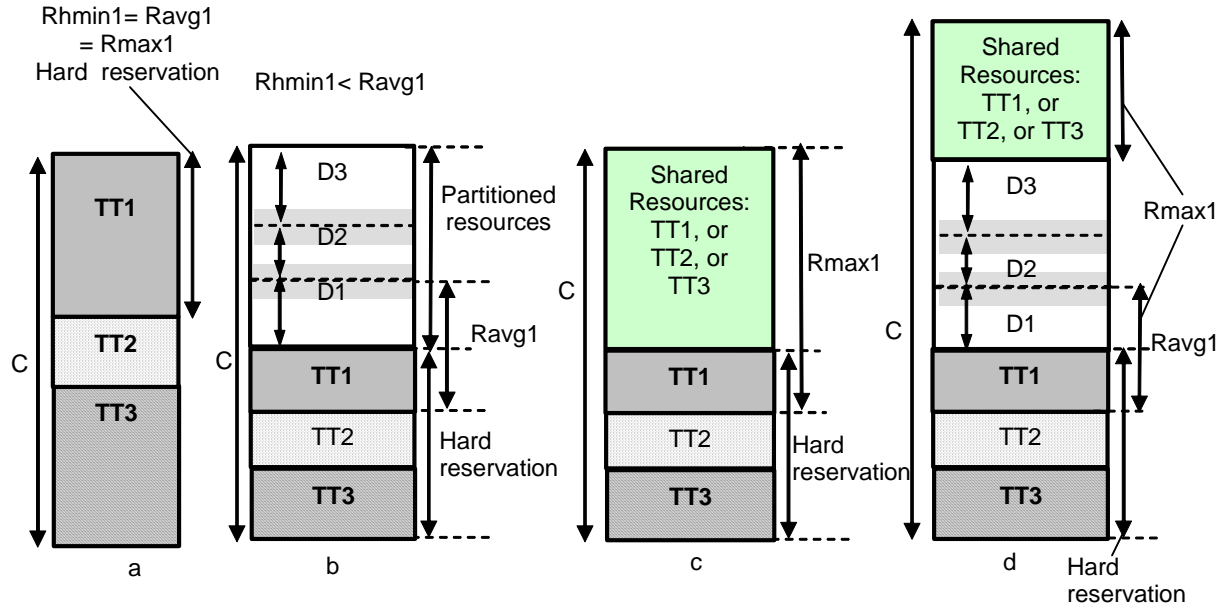 Rhmin1= Ravg1
= Rmax1
Hard reservation
C
TT1
TT2
TT3
a
Rhmin1< Ravg1
C
D3
D2
D1
TT1
TT2
TT3
Partitioned
resources
Ravg1
Hard
reservation
b
C
Shared
Resources:
TT1, or
TT2, or
TT3
TT1
TT2
TT3
Rmax1
Hard
reservation
c
C
Shared
Resources:
TT1, or
TT2, or TT3
D3
D2
D1
TT1
TT2
TT3
Rmax1
Ravg1
Hard
reservation
d